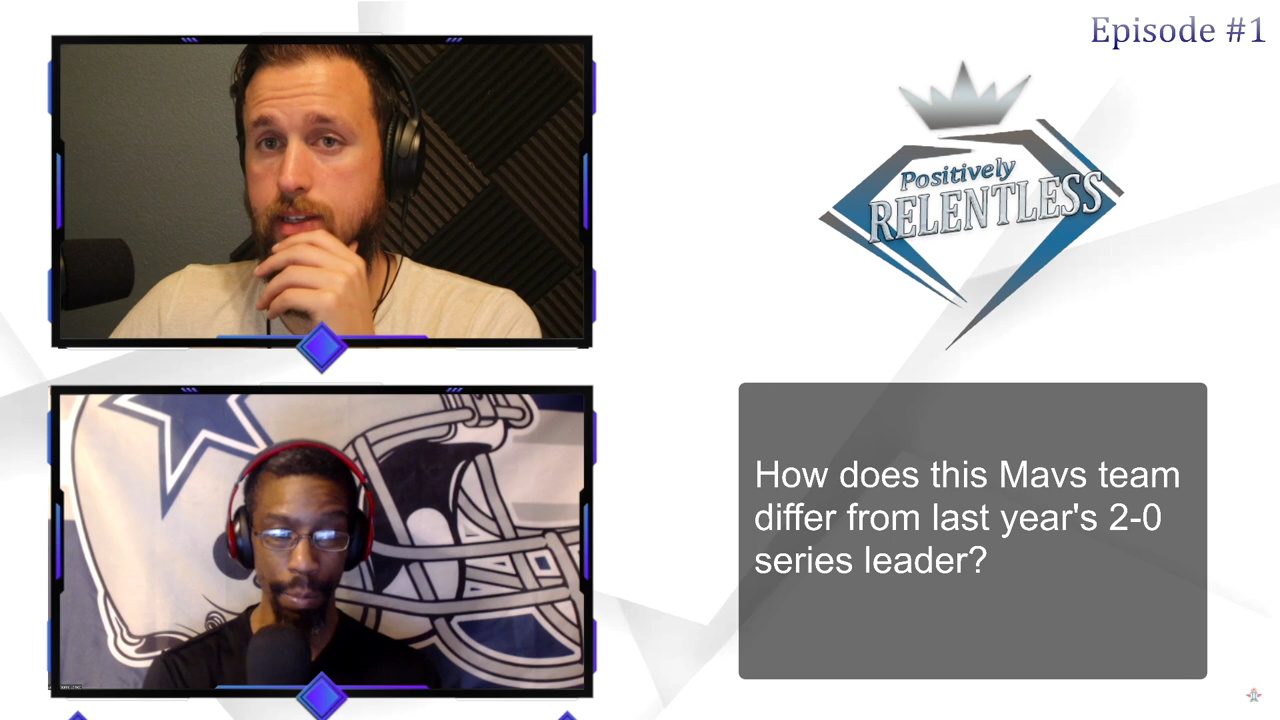 Episode #1
Positively
RELENTLESS
How does this Mavs team
differ from last year's 2-0
series leader?